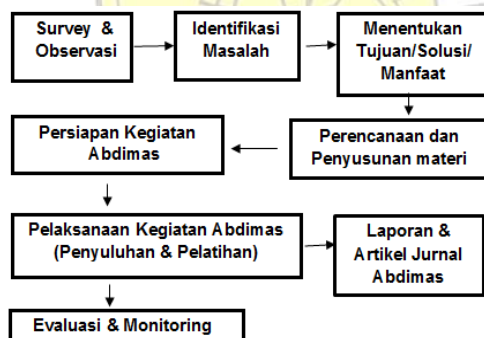 Survey &
Observasi
Identifikasi
Masalah
Menentukan
Tujuan/Solusi/
Manfaat
Persiapan Kegiatan
Abdimas
Perencanaan dan
Penyusunan materi
Pelaksanaan Kegiatan Abdimas
(Penyuluhan & Pelatihan)
Laporan &
Artikel Jurnal
Abdimas
Evaluasi & Monitoring